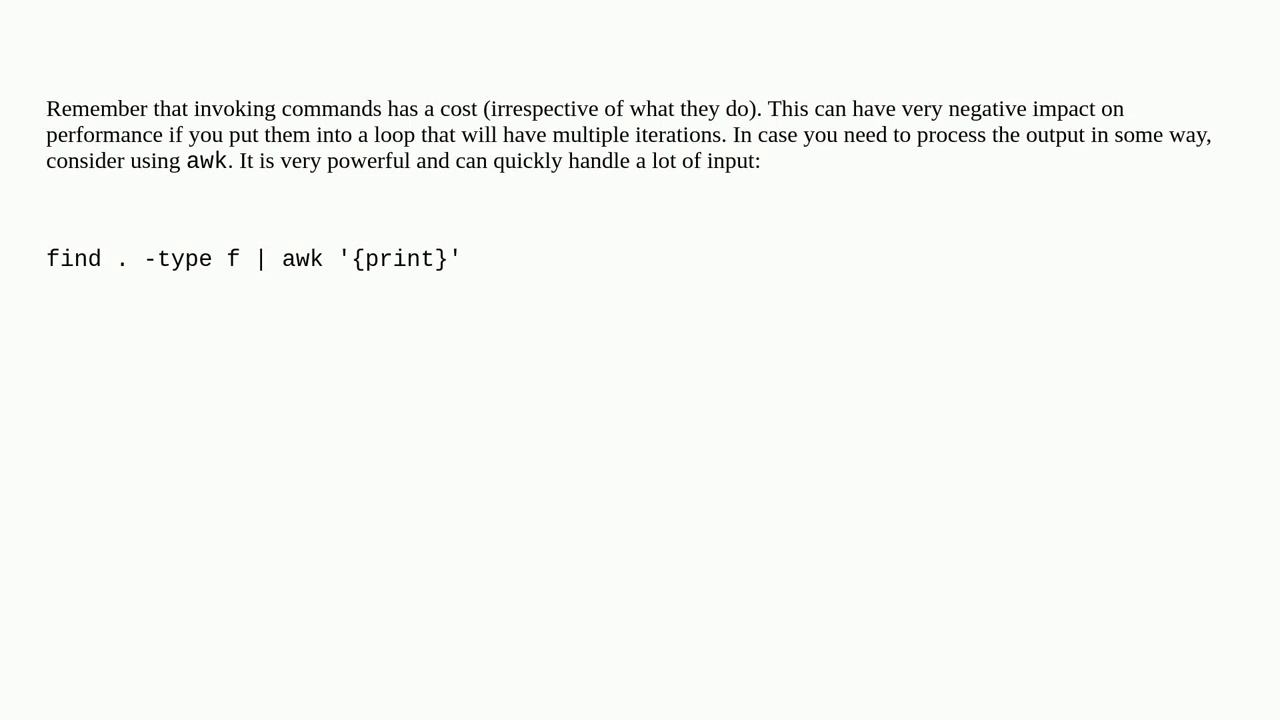 Remember that invoking commands has a cost (irrespective of what they do). This can have very negative impact on
performance if you put them into a loop that will have multiple iterations. In case you need to process the output in some way,
consider using awk. It is very powerful and can quickly handle a lot of input:
find . -type f | awk '{print}'